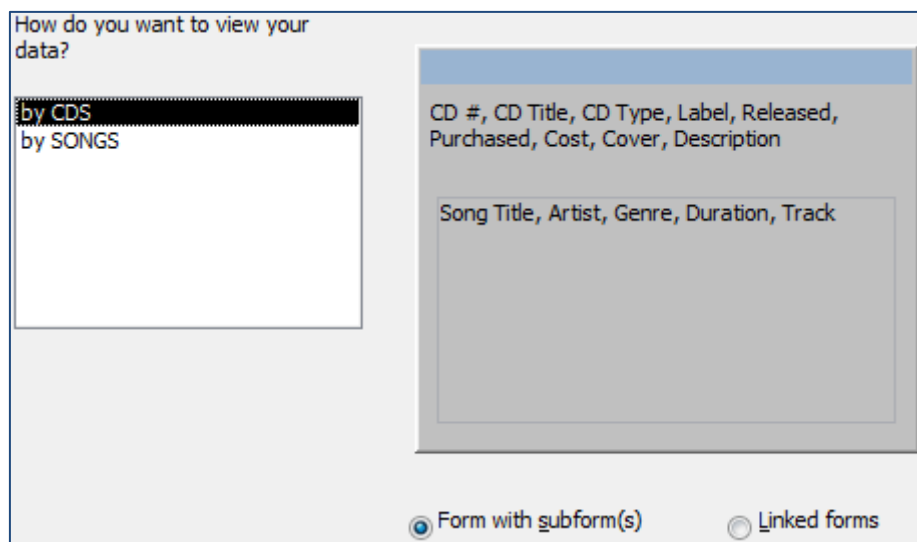 How do you want to view your
data?
by CDS
by SONGS
CD #, CD Title, CD Type, Label, Released,
Purchased, Cost, Cover, Description
Song Title, Artist, Genre, Duration, Track
Form with subform(s)
Linked forms